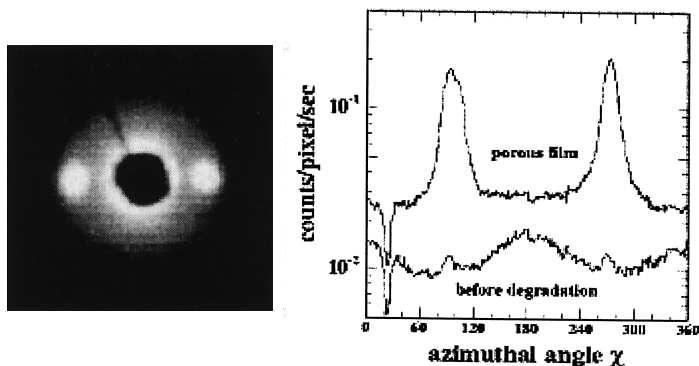 10⁻¹
10⁻²
counts/pixel/sec
porous film
before degradation
0 60 120 180 240 300 360
azimuthal angle χ